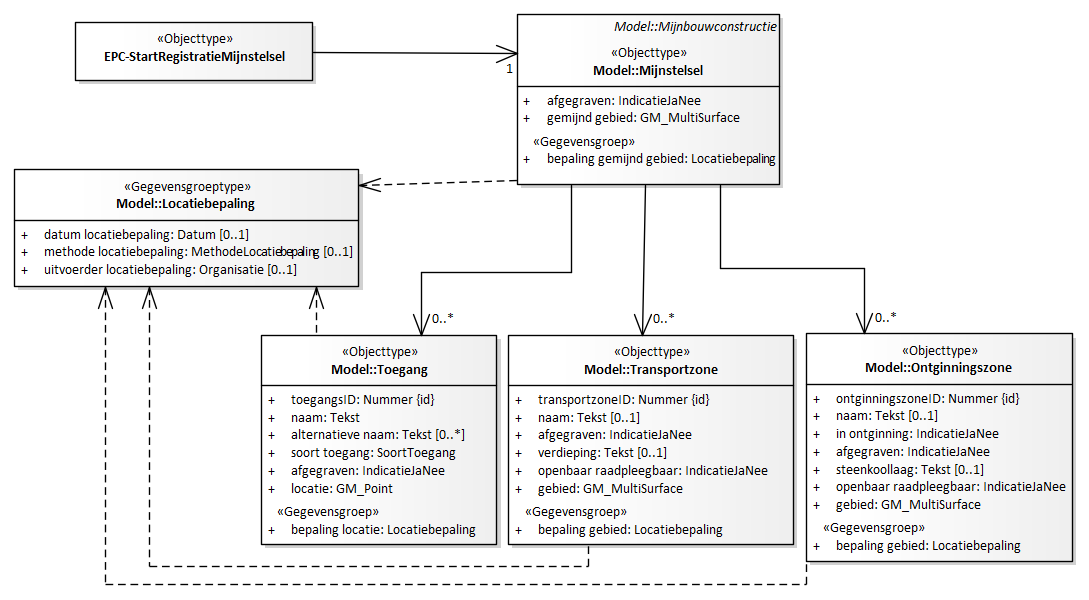 «Objecttype»
EPC-StartRegistratieMijnstelsel
1
Model::Mijnbouwconstructie
«Objecttype»
Model::Mijnstelsel
+ afgegraven: IndicatieJaNee
+ gemijnd gebied: GM_MultiSurface
«Gegevensgroep»
+ bepaling gemijnd gebied: Locatiebepaling
«Gegevensgroeptype»
Model::Locatiebepaling
+ datum locatiebepaling: Datum [0..1]
+ methode locatiebepaling: MethodeLocatiebepaling [0..1]
+ uitvoerder locatiebepaling: Organisatie [0..1]
0..*
0..*
0..*
«Objecttype»
Model::Toegang
+ toegangsID: Nummer {id}
+ naam: Tekst
+ alternatieve naam: Tekst [0..*]
+ soort toegang: SoortToegang
+ afgegraven: IndicatieJaNee
+ locatie: GM_Point
«Gegevensgroep»
+ bepaling locatie: Locatiebepaling
«Objecttype»
Model::Transportzone
+ transportzoneID: Nummer {id}
+ naam: Tekst [0..1]
+ afgegraven: IndicatieJaNee
+ verdieping: Tekst [0..1]
+ openbaar raadpleegbaar: IndicatieJaNee
+ gebied: GM_MultiSurface
«Gegevensgroep»
+ bepaling gebied: Locatiebepaling
«Objecttype»
Model::Ontginningszone
+ ontginningszoneID: Nummer {id}
+ naam: Tekst [0..1]
+ in ontginning: IndicatieJaNee
+ afgegraven: IndicatieJaNee
+ steenkoollaag: Tekst [0..1]
+ openbaar raadpleegbaar: IndicatieJaNee
+ gebied: GM_MultiSurface
«Gegevensgroep»
+ bepaling gebied: Locatiebepaling